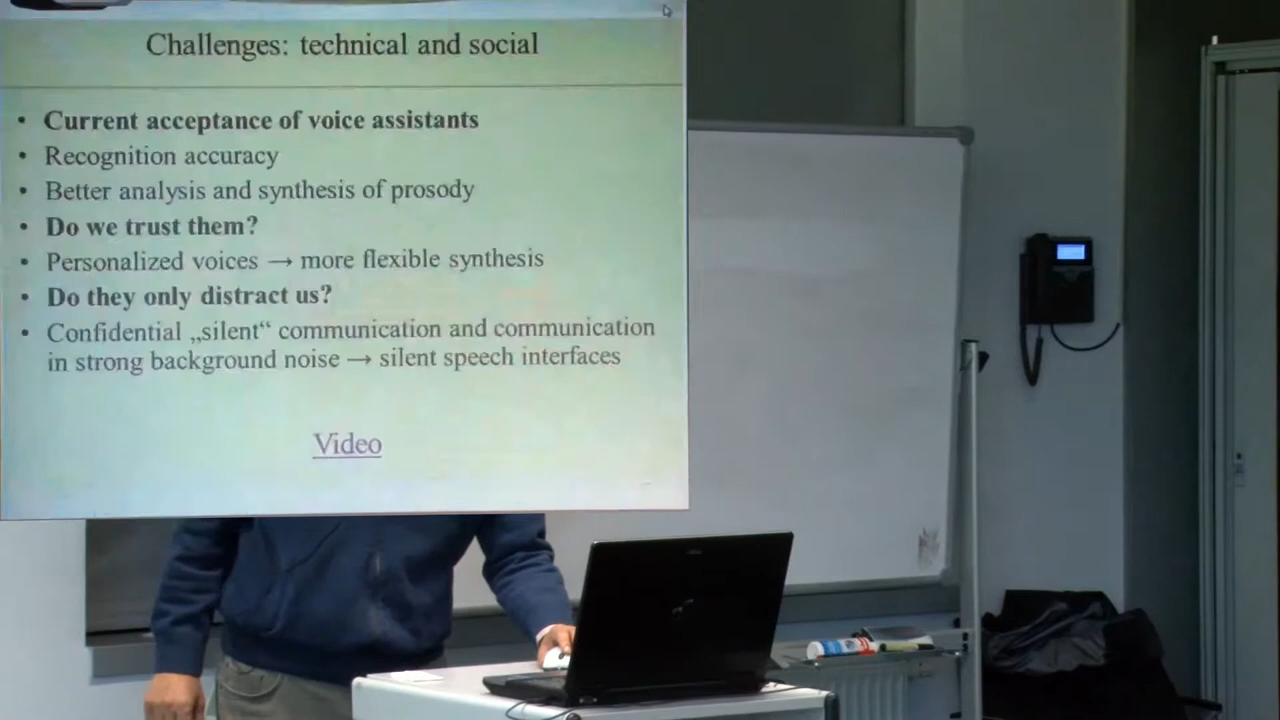 Challenges: technical and social
• Current acceptance of voice assistants
• Recognition accuracy
• Better analysis and synthesis of prosody
• Do we trust them?
• Personalized voices → more flexible synthesis
• Do they only distract us?
• Confidential „silent“ communication and communication
in strong background noise → silent speech interfaces
Video